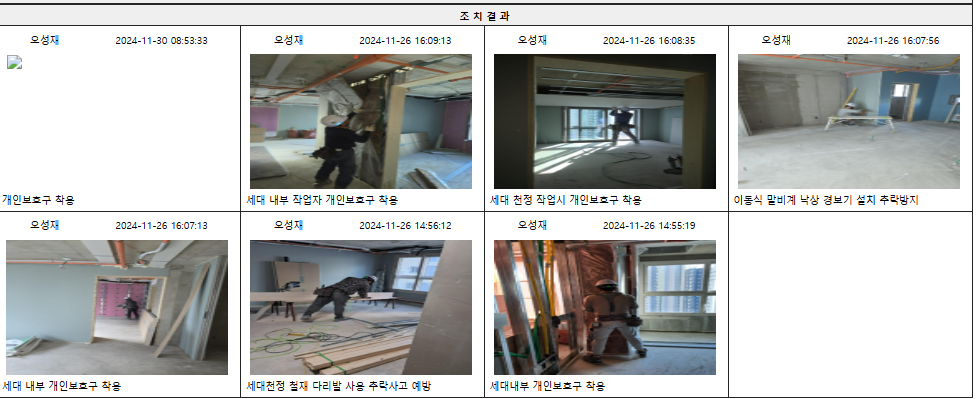 조 치 결 과
오성재 2024-11-30 08:53:33
오성재 2024-11-26 16:09:13
오성재 2024-11-26 16:08:35
오성재 2024-11-26 16:07:56
개인보호구 착용
세대 내부 작업자 개인보호구 착용
세대 천정 작업시 개인보호구 착용
이동식 말비계 낙상 경보기 설치 추락방지
오성재 2024-11-26 16:07:13
오성재 2024-11-26 14:56:12
오성재 2024-11-26 14:55:19
세대 내부 개인보호구 착용
세대천정 철재 다리발 사용 추락사고 예방
세대내부 개인보호구 착용